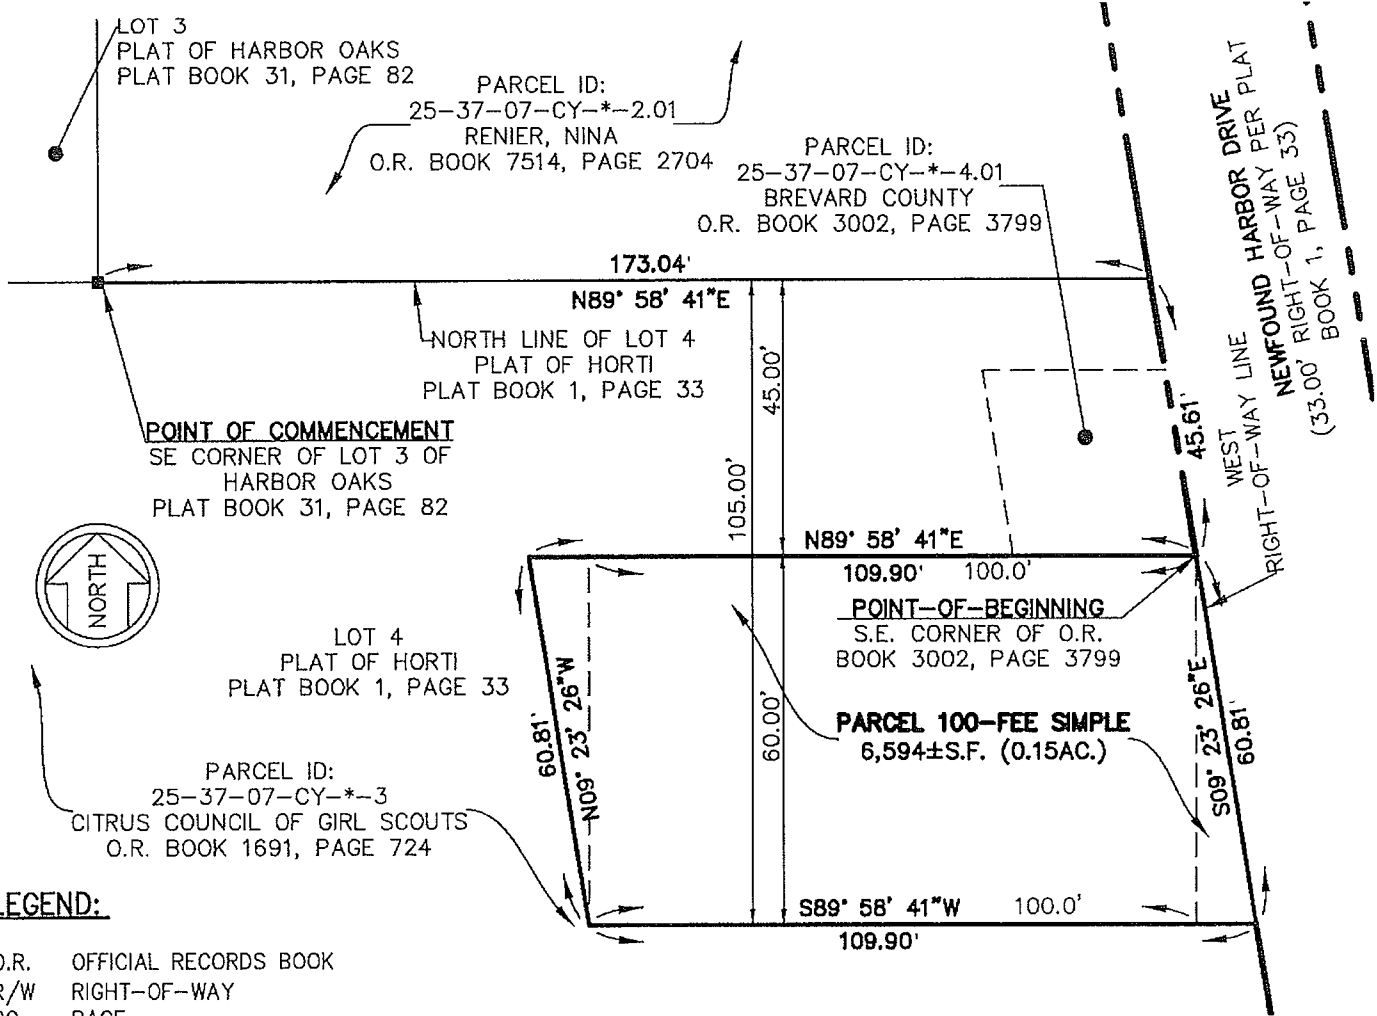 LOT 3
PLAT OF HARBOR OAKS
PLAT BOOK 31, PAGE 82
PARCEL ID:
25-37-07-CY-*-2.01
RENIER, NINA
O.R. BOOK 7514, PAGE 2704
PARCEL ID:
25-37-07-CY-*-4.01
BREVARD COUNTY
O.R. BOOK 3002, PAGE 3799
WEST LINE
RIGHT-OF-WAY
NEWFOUND HARBOR DRIVE
(33.00' RIGHT-OF-WAY PER PLAT
BOOK 1, PAGE 33)
173.04'
N89° 58' 41"E
NORTH LINE OF LOT 4
PLAT OF HORTI
PLAT BOOK 1, PAGE 33
45.00'
45.61'
POINT OF COMMENCEMENT
SE CORNER OF LOT 3 OF
HARBOR OAKS
PLAT BOOK 31, PAGE 82
105.00'
NORTH
N89° 58' 41"E
109.90' 100.0'
POINT-OF-BEGINNING
S.E. CORNER OF O.R.
BOOK 3002, PAGE 3799
LOT 4
PLAT OF HORTI
PLAT BOOK 1, PAGE 33
N09° 23' 26"W
60.81'
60.00'
PARCEL 100-FEE SIMPLE
6,594±S.F. (0.15AC.)
S09° 23' 26"E
60.81'
PARCEL ID:
25-37-07-CY-*-3
CITRUS COUNCIL OF GIRL SCOUTS
O.R. BOOK 1691, PAGE 724
S89° 58' 41"W 100.0'
109.90'
LEGEND:
O.R. OFFICIAL RECORDS BOOK
R/W RIGHT-OF-WAY